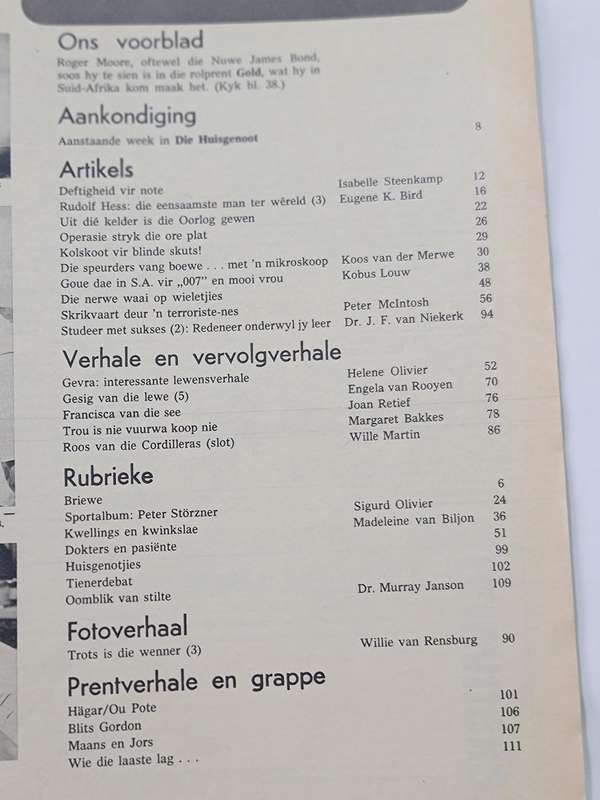 Ons voorblad
Roger Moore, oftewel die Nuwe James Bond,
soos hy te sien is in die rolprent Gold, wat hy in
Suid-Afrika kom maak het. (Kyk bl. 38.)
Aankondiging
Aanstaande week in Die Huisgenoot 8
Artikels
Deftigheid vir note Isabelle Steenkamp 12
Rudolf Hess: die eensaamste man ter wêreld (3) Eugene K. Bird 16
Uit dié kelder is die Oorlog gewen 22
Operasie stryk die ore plat 26
Kolskoot vir blinde skuts! 29
Die speurders vang boewe . . . met 'n mikroskoop Koos van der Merwe 30
Goue dae in S.A. vir „007” en mooi vrou Kobus Louw 38
Die nerwe waai op wieletjies 48
Skrikvaart deur 'n terroriste-nes Peter McIntosh 56
Studeer met sukses (2): Redeneer onderwyl jy leer Dr. J. F. van Niekerk 94
Verhale en vervolgverhale
Gevra: interessante lewensverhale Helene Olivier 52
Gesig van die lewe (5) Engela van Rooyen 70
Francisca van die see Joan Retief 76
Trou is nie vuurwa koop nie Margaret Bakkes 78
Roos van die Cordilleras (slot) Wille Martin 86
Rubrieke
Briewe 6
Sportalbum: Peter Störzner Sigurd Olivier 24
Kwellings en kwinkslae Madeleine van Biljon 36
Dokters en pasiënte 51
Huisgenotjies 99
Tienerdebat 102
Oomblik van stilte Dr. Murray Janson 109
Fotoverhaal
Trots is die wenner (3) Willie van Rensburg 90
Prentverhale en grappe
Hägar/Ou Pote 101
Blits Gordon 106
Maans en Jors 107
Wie die laaste lag . . . 111